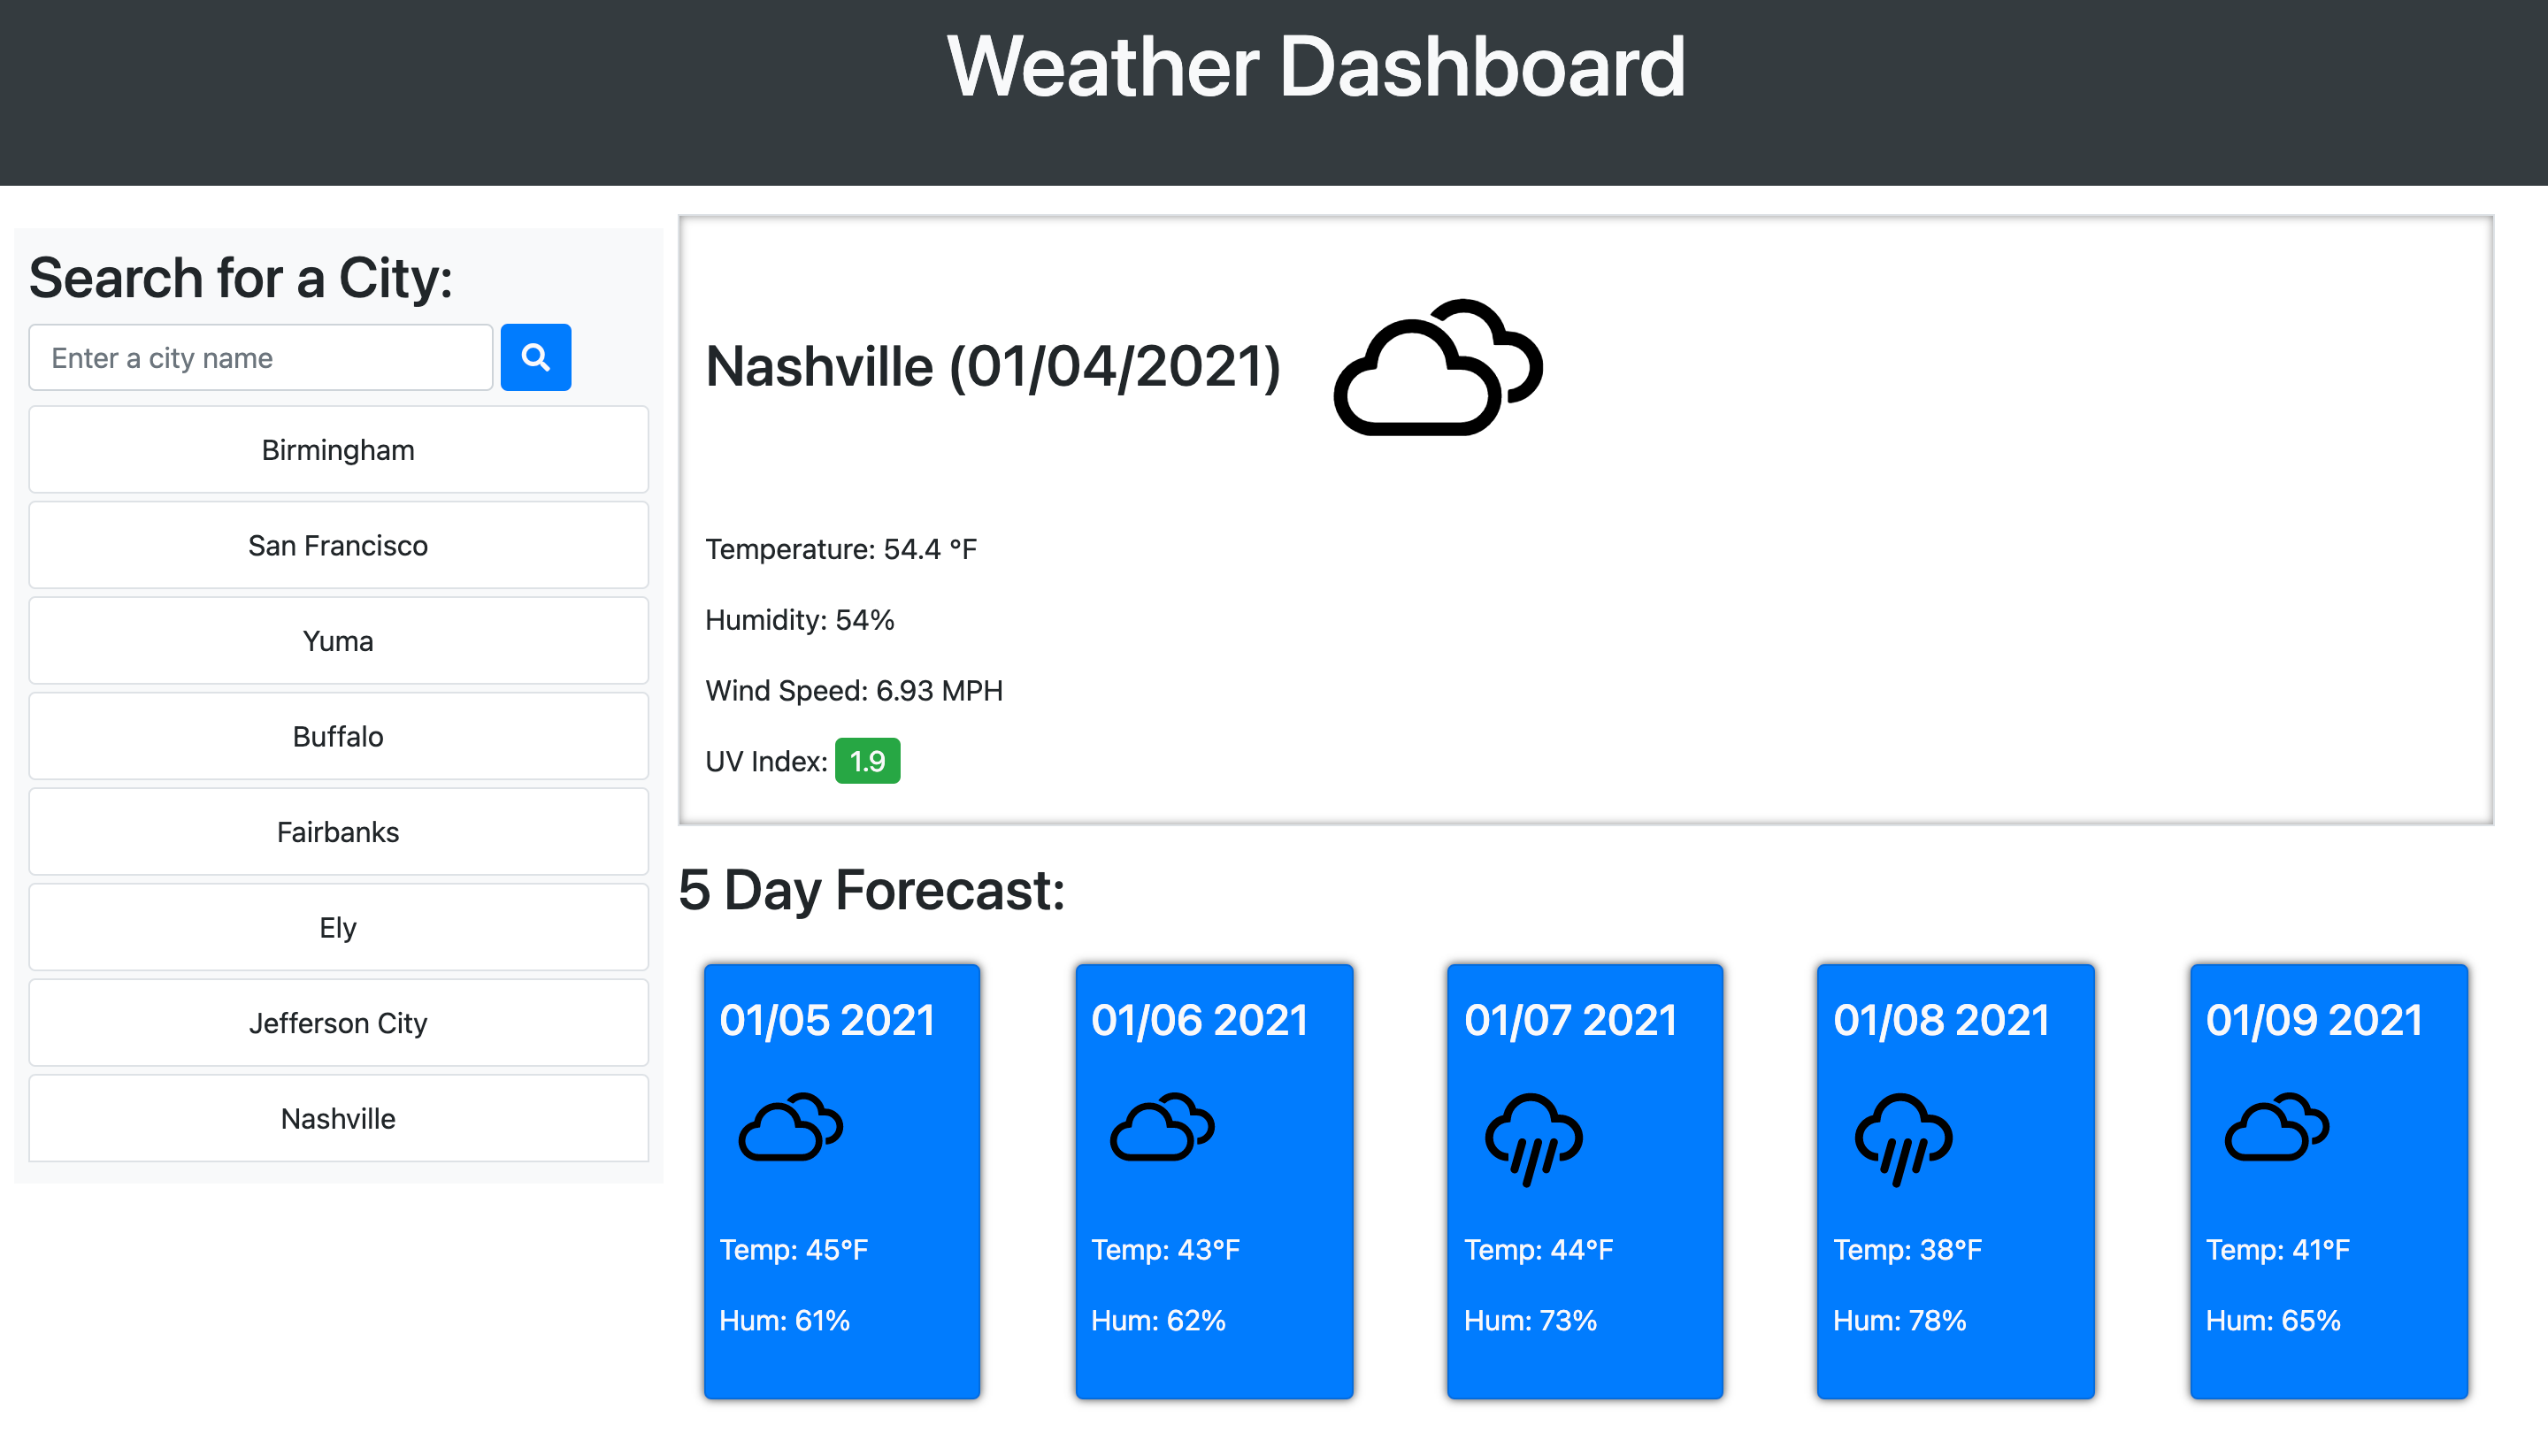 Weather Dashboard
Search for a City:
Enter a city name
Birmingham
San Francisco
Yuma
Buffalo
Fairbanks
Ely
Jefferson City
Nashville
Nashville (01/04/2021)
Temperature: 54.4 °F
Humidity: 54%
Wind Speed: 6.93 MPH
UV Index: 1.9
5 Day Forecast:
01/05 2021
Temp: 45°F
Hum: 61%
01/06 2021
Temp: 43°F
Hum: 62%
01/07 2021
Temp: 44°F
Hum: 73%
01/08 2021
Temp: 38°F
Hum: 78%
01/09 2021
Temp: 41°F
Hum: 65%